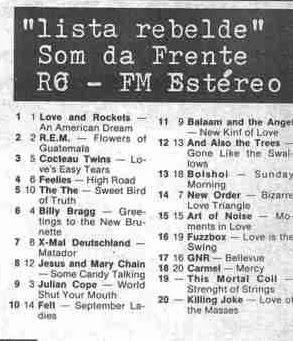 "lista rebelde"
Som da Frente
RC - FM Estéreo
1 1 Love and Rockets —
An American Dream
2 2 R.E.M. — Flowers of
Guatemala
3 5 Cocteau Twins — Lo-
ve's Easy Tears
4 6 Feelies — High Road
5 10 The The — Sweet Bird
of Truth
6 4 Billy Bragg — Gree-
tings to the New Bru-
nette
7 8 X-Mal Deutschland —
Matador
8 12 Jesus and Mary Chain
— Some Candy Talking
9 3 Julian Cope — World
Shut Your Mouth
10 14 Felt — September La-
dies
11 9 Balaam and the Angel
— New Kinf of Love
12 13 And Also the Trees —
Gone Like the Swal-
lows
13 18 Bolshoi — Sunday
Morning
14 7 New Order — Bizarre
Love Triangle
15 15 Art of Noise — Mo-
ments in Love
16 19 Fuzzbox — Love is the
Swing
17 16 GNR — Bellevue
18 20 Carmel — Mercy
19 — This Mortal Coil —
Strenght of Strings
20 — Killing Joke — Love of
the Masses